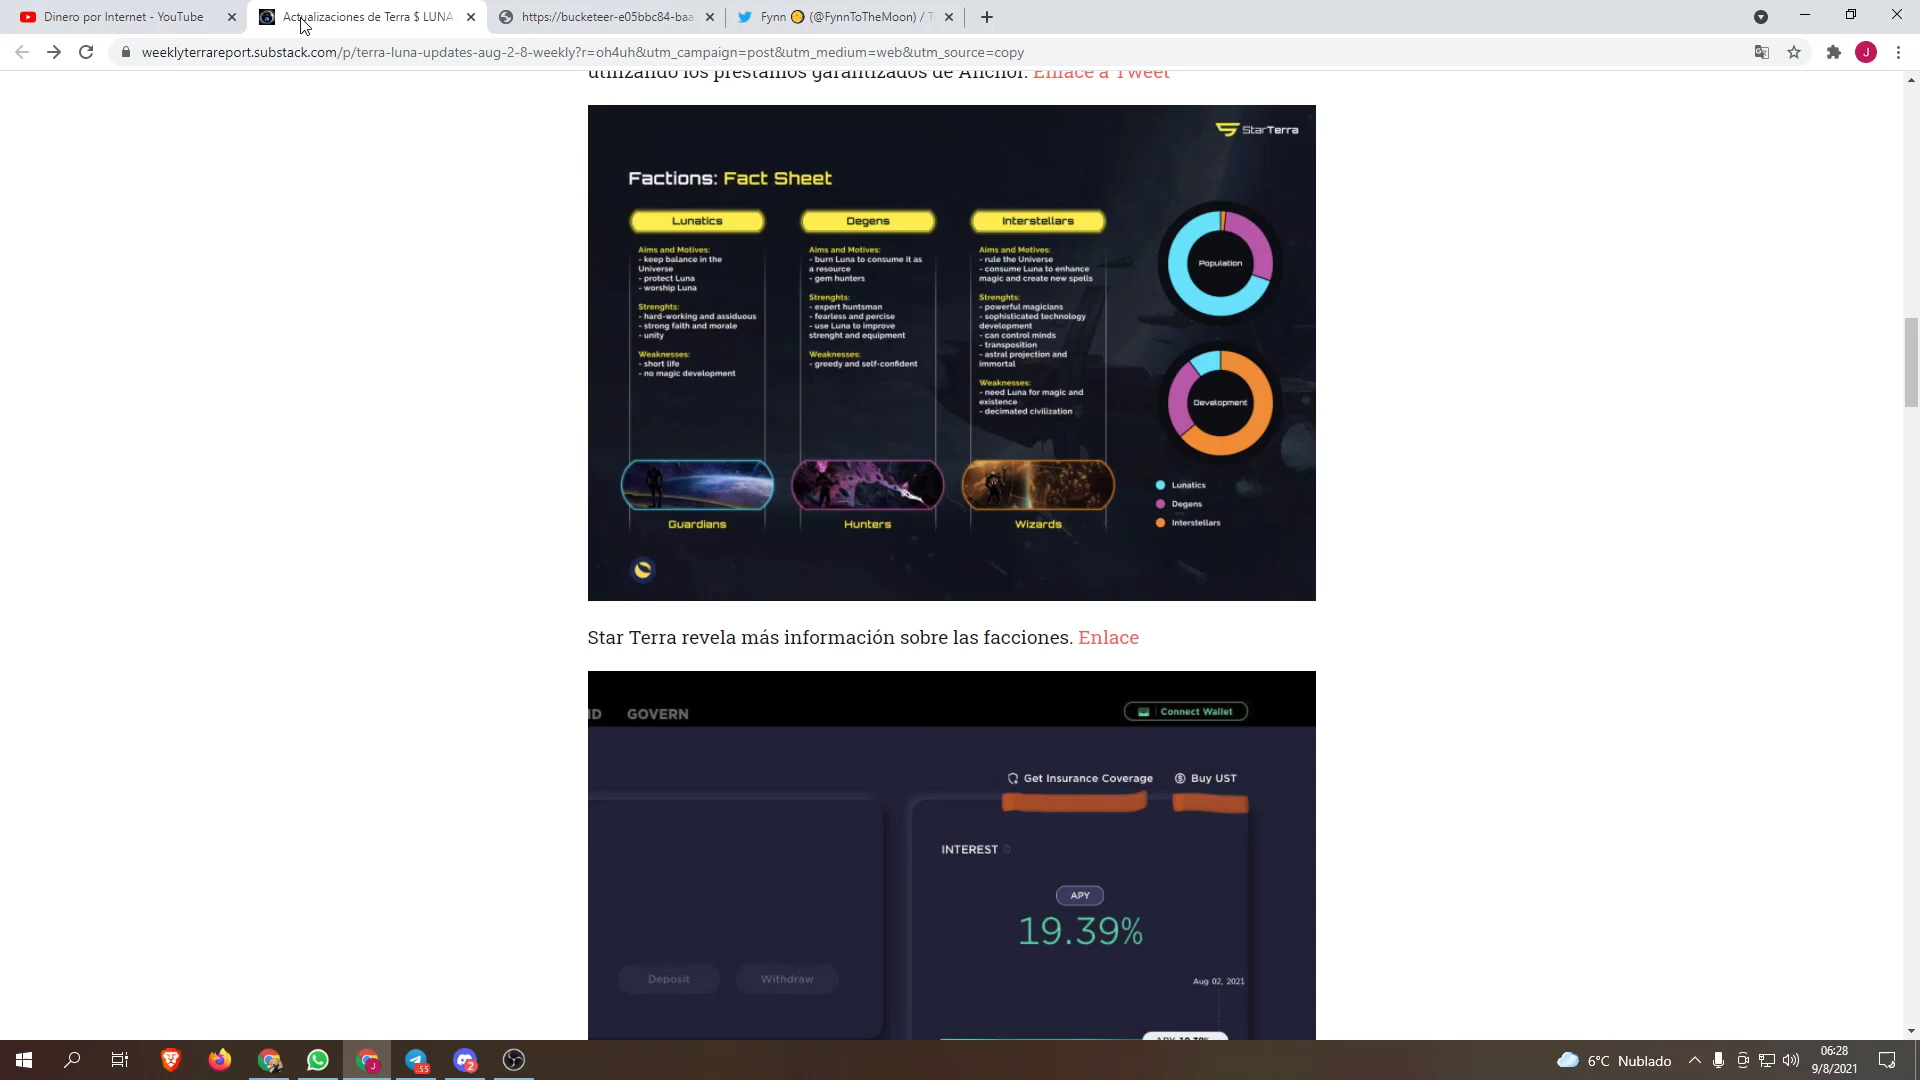 Dinero por Internet - YouTube
Actualizaciones de Terra $ LUNA
https://bucketeer-e05bbc84-baa
Fynn (@FynnToTheMoon) / T
weeklyterrareport.substack.com/p/terra-luna-updates-aug-2-8-weekly?r=oh4uh&utm_campaign=post&utm_medium=web&utm_source=copy
J
utilizando los préstamos garantizados de Anchor. Enlace a Tweet
StarTerra
Factions: Fact Sheet
Lunatics
Aims and Motives:
- keep balance in the
Universe
- protect Luna
- worship Luna
Strenghts:
- hard-working and assiduous
- strong faith and morale
- unity
Weaknesses:
- short life
- no magic development
Guardians
Degens
Aims and Motives:
- burn Luna to consume it as
a resource
- gem hunters
Strenghts:
- expert huntsman
- fearless and percise
- use Luna to improve
strenght and equipment
Weaknesses:
- greedy and self-confident
Hunters
Interstellars
Aims and Motives:
- rule the Universe
- consume Luna to enhance
magic and create new spells
Strenghts:
- powerful magicians
- sophisticated technology
development
- can control minds
- transposition
- astral projection and
immortal
Weaknesses:
- need Luna for magic and
existence
- decimated civilization
Wizards
Population
Development
Lunatics
Degens
Interstellars
Star Terra revela más información sobre las facciones. Enlace
GOVERN
Connect Wallet
Get Insurance Coverage
Buy UST
INTEREST
APY
19.39%
Deposit
Withdraw
Aug 02, 2021
APY 19.39%
6°C Nublado
06:28
9/8/2021